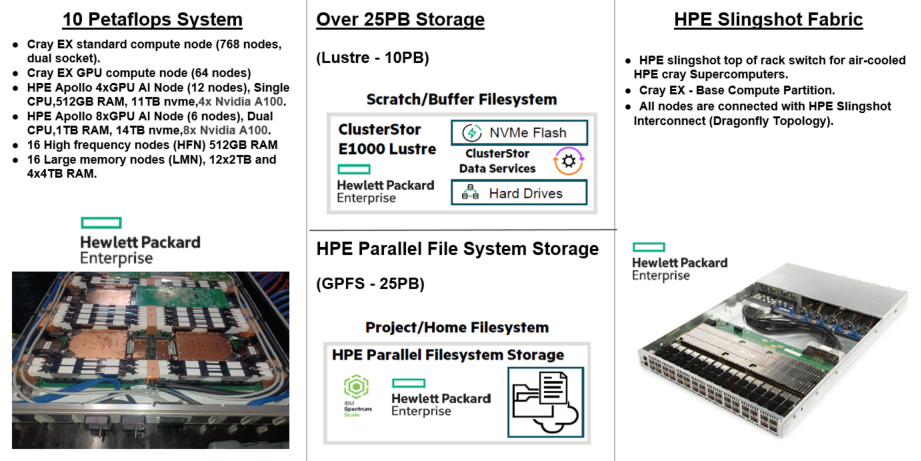 10 Petaflops System
● Cray EX standard compute node (768 nodes,
dual socket).
● Cray EX GPU compute node (64 nodes)
● HPE Apollo 4xGPU AI Node (12 nodes), Single
CPU,512GB RAM, 11TB nvme,4x Nvidia A100.
● HPE Apollo 8xGPU AI Node (6 nodes), Dual
CPU,1TB RAM, 14TB nvme,8x Nvidia A100.
● 16 High frequency nodes (HFN) 512GB RAM
● 16 Large memory nodes (LMN), 12x2TB and
4x4TB RAM.
Hewlett Packard
Enterprise
Over 25PB Storage
(Lustre - 10PB)
Scratch/Buffer Filesystem
ClusterStor
E1000 Lustre
Hewlett Packard
Enterprise
NVMe Flash
ClusterStor
Data Services
Hard Drives
HPE Parallel File System Storage
(GPFS - 25PB)
Project/Home Filesystem
HPE Parallel Filesystem Storage
IBM
Spectrum
Scale
Hewlett Packard
Enterprise
HPE Slingshot Fabric
● HPE slingshot top of rack switch for air-cooled
HPE cray Supercomputers.
● Cray EX - Base Compute Partition.
● All nodes are connected with HPE Slingshot
Interconnect (Dragonfly Topology).
Hewlett Packard
Enterprise